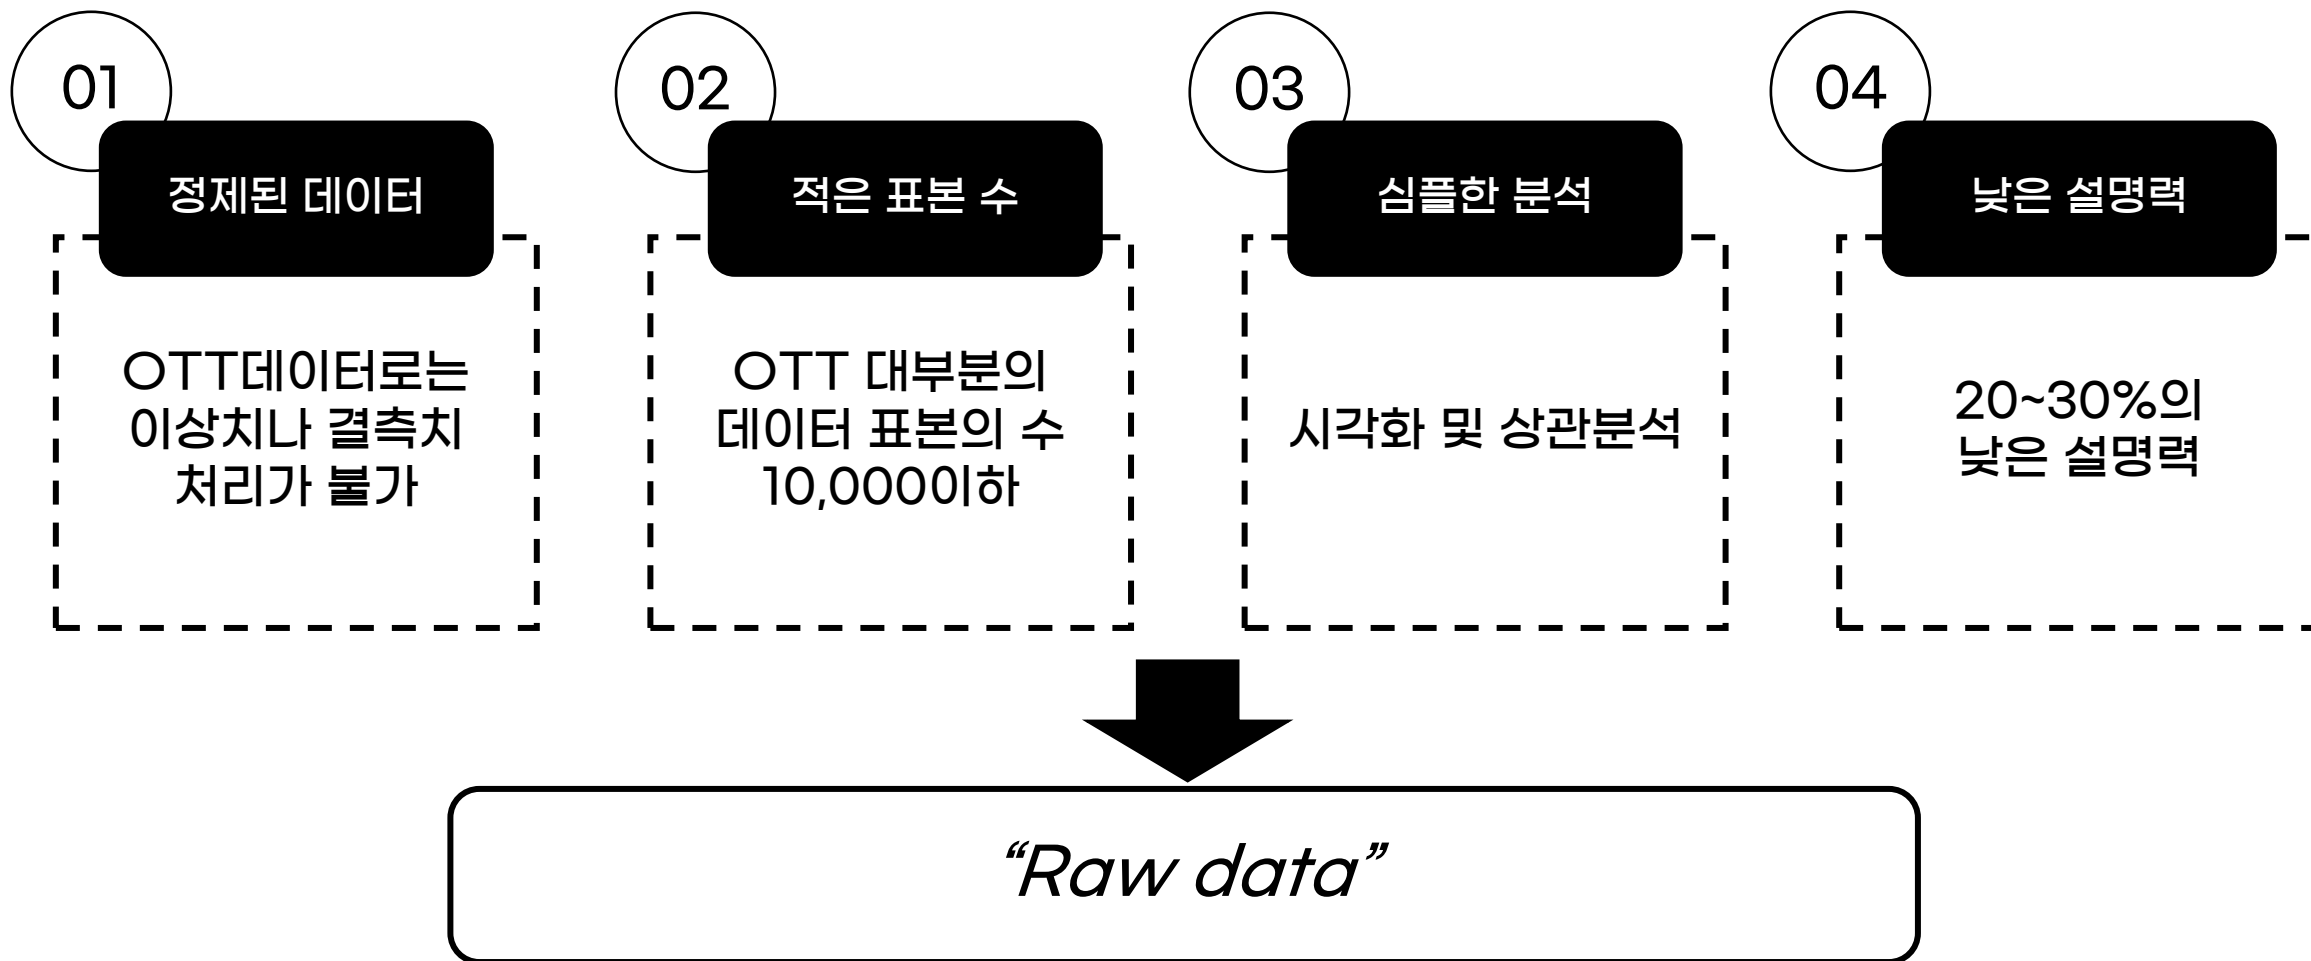 01
정제된 데이터
OTT데이터로는
이상치나 결측치
처리가 불가
02
적은 표본 수
OTT 대부분의
데이터 표본의 수
10,000이하
03
심플한 분석
시각화 및 상관분석
04
낮은 설명력
20~30%의
낮은 설명력
“Raw data”